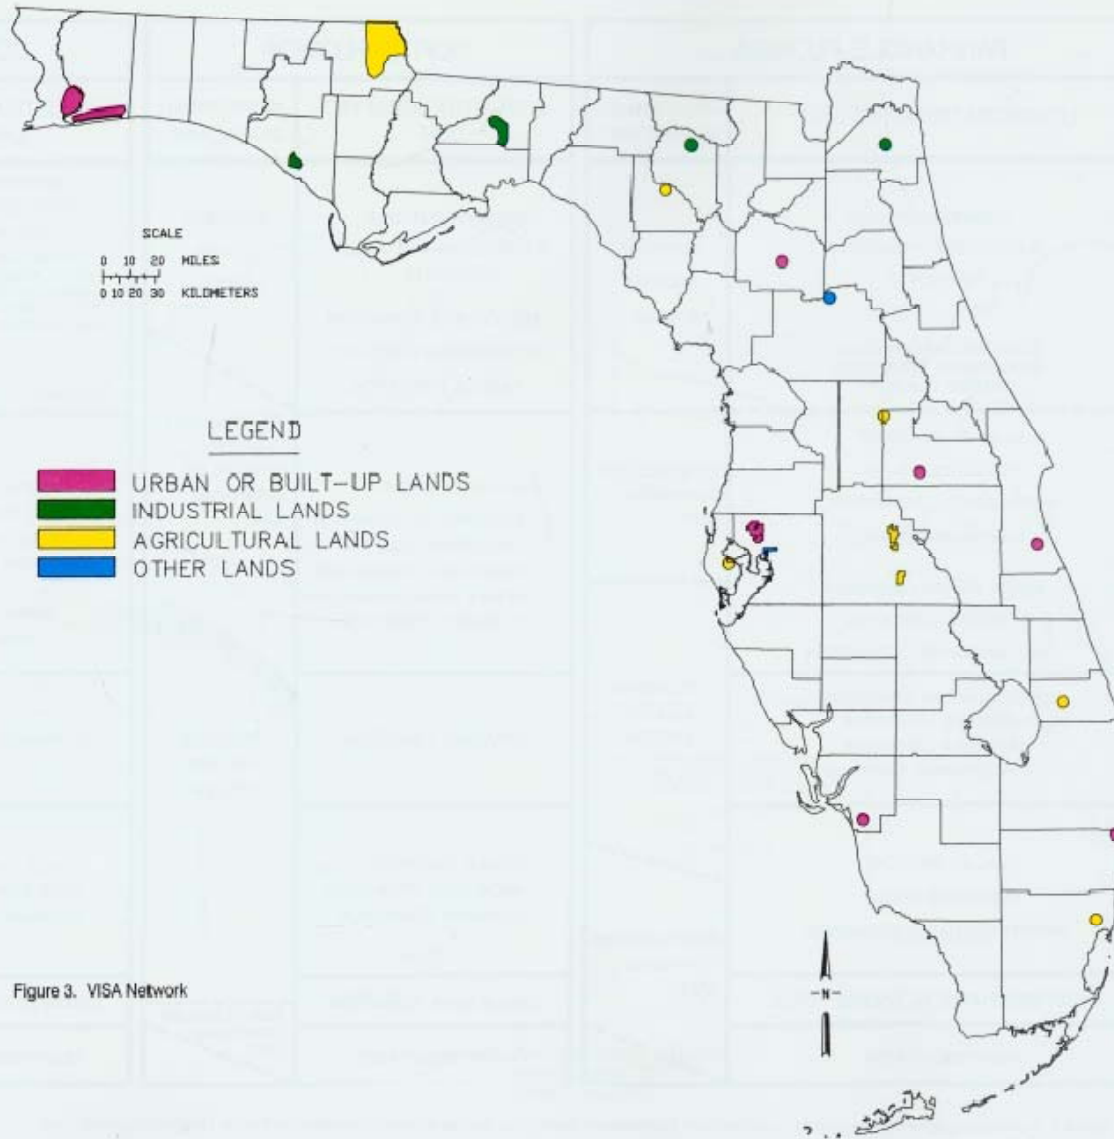 SCALE
0 10 20 MILES
0 10 20 30 KILOMETERS
LEGEND
URBAN OR BUILT-UP LANDS
INDUSTRIAL LANDS
AGRICULTURAL LANDS
OTHER LANDS
N
Figure 3. VISA Network